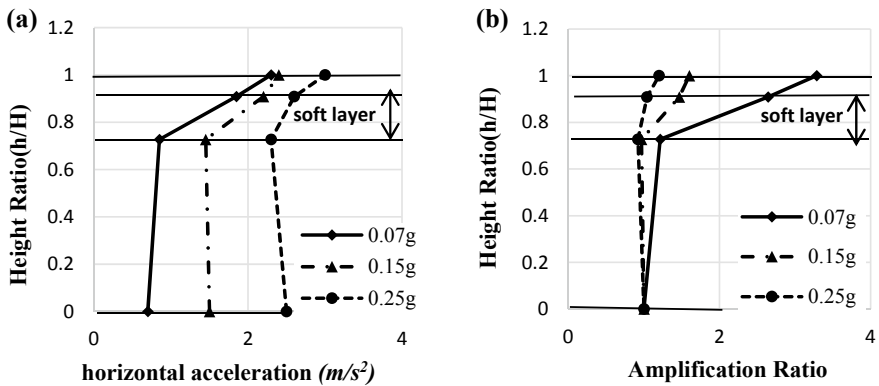 (a)
1.2
1
0.8
0.6
0.4
0.2
0
0 2 4
Height Ratio(h/H)
horizontal acceleration (m/s²)
soft layer
0.07g
0.15g
0.25g
(b)
1.2
1
0.8
0.6
0.4
0.2
0
0 2 4
Height Ratio(h/H)
Amplification Ratio
soft layer
0.07g
0.15g
0.25g